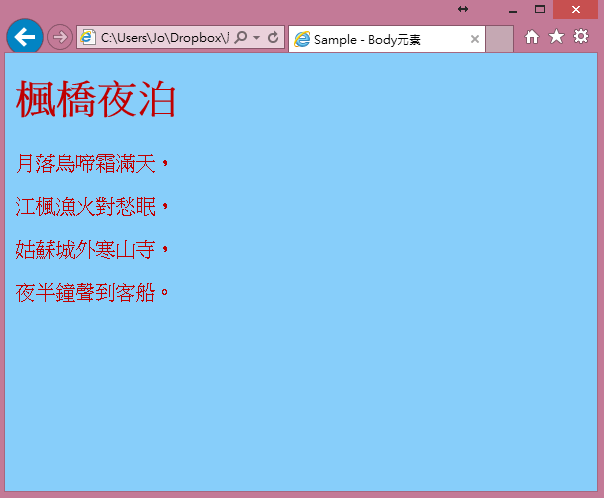 C:\Users\Jo\Dropbox\
Sample - Body元素
楓橋夜泊
月落烏啼霜滿天，
江楓漁火對愁眠，
姑蘇城外寒山寺，
夜半鐘聲到客船。